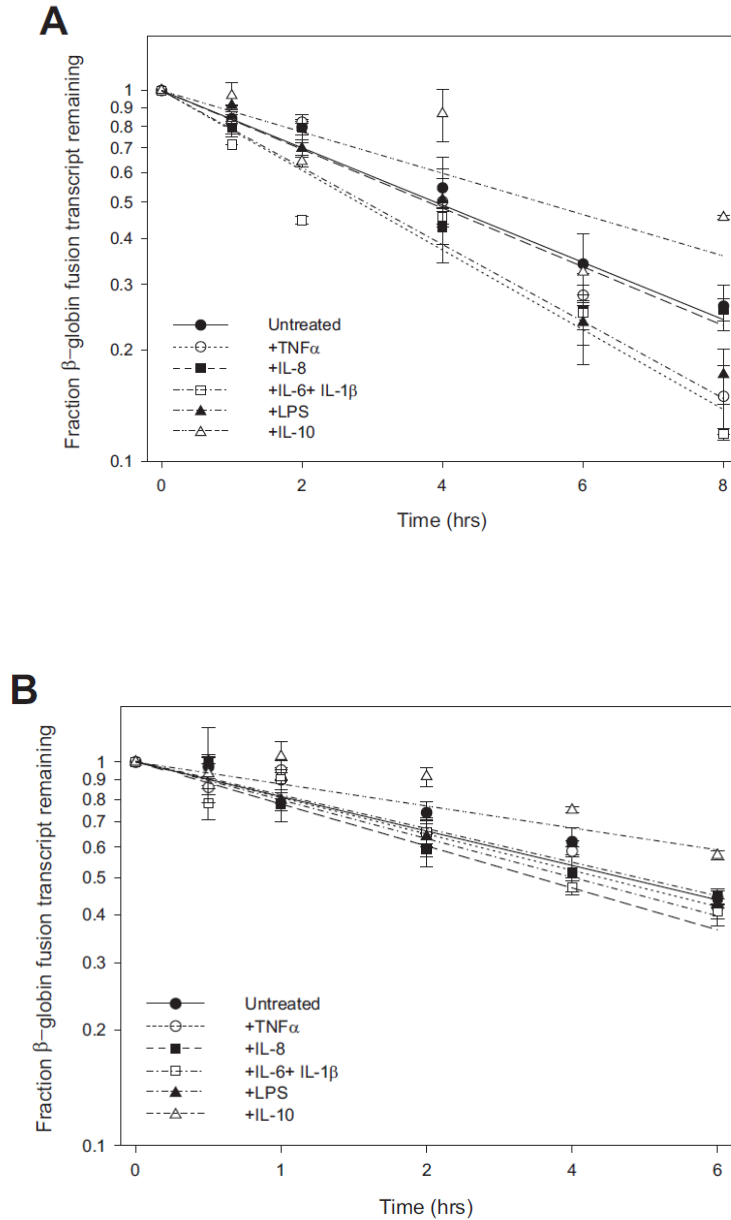 A
Fraction β−globin fusion transcript remaining
1
0.9
0.8
0.7
0.6
0.5
0.4
0.3
0.2
0.1
Untreated
+TNFα
+IL-8
+IL-6+ IL-1β
+LPS
+IL-10
0 2 4 6 8
Time (hrs)
B
Fraction β−globin fusion transcript remaining
1
0.9
0.8
0.7
0.6
0.5
0.4
0.3
0.2
0.1
Untreated
+TNFα
+IL-8
+IL-6+ IL-1β
+LPS
+IL-10
0 1 2 4 6
Time (hrs)